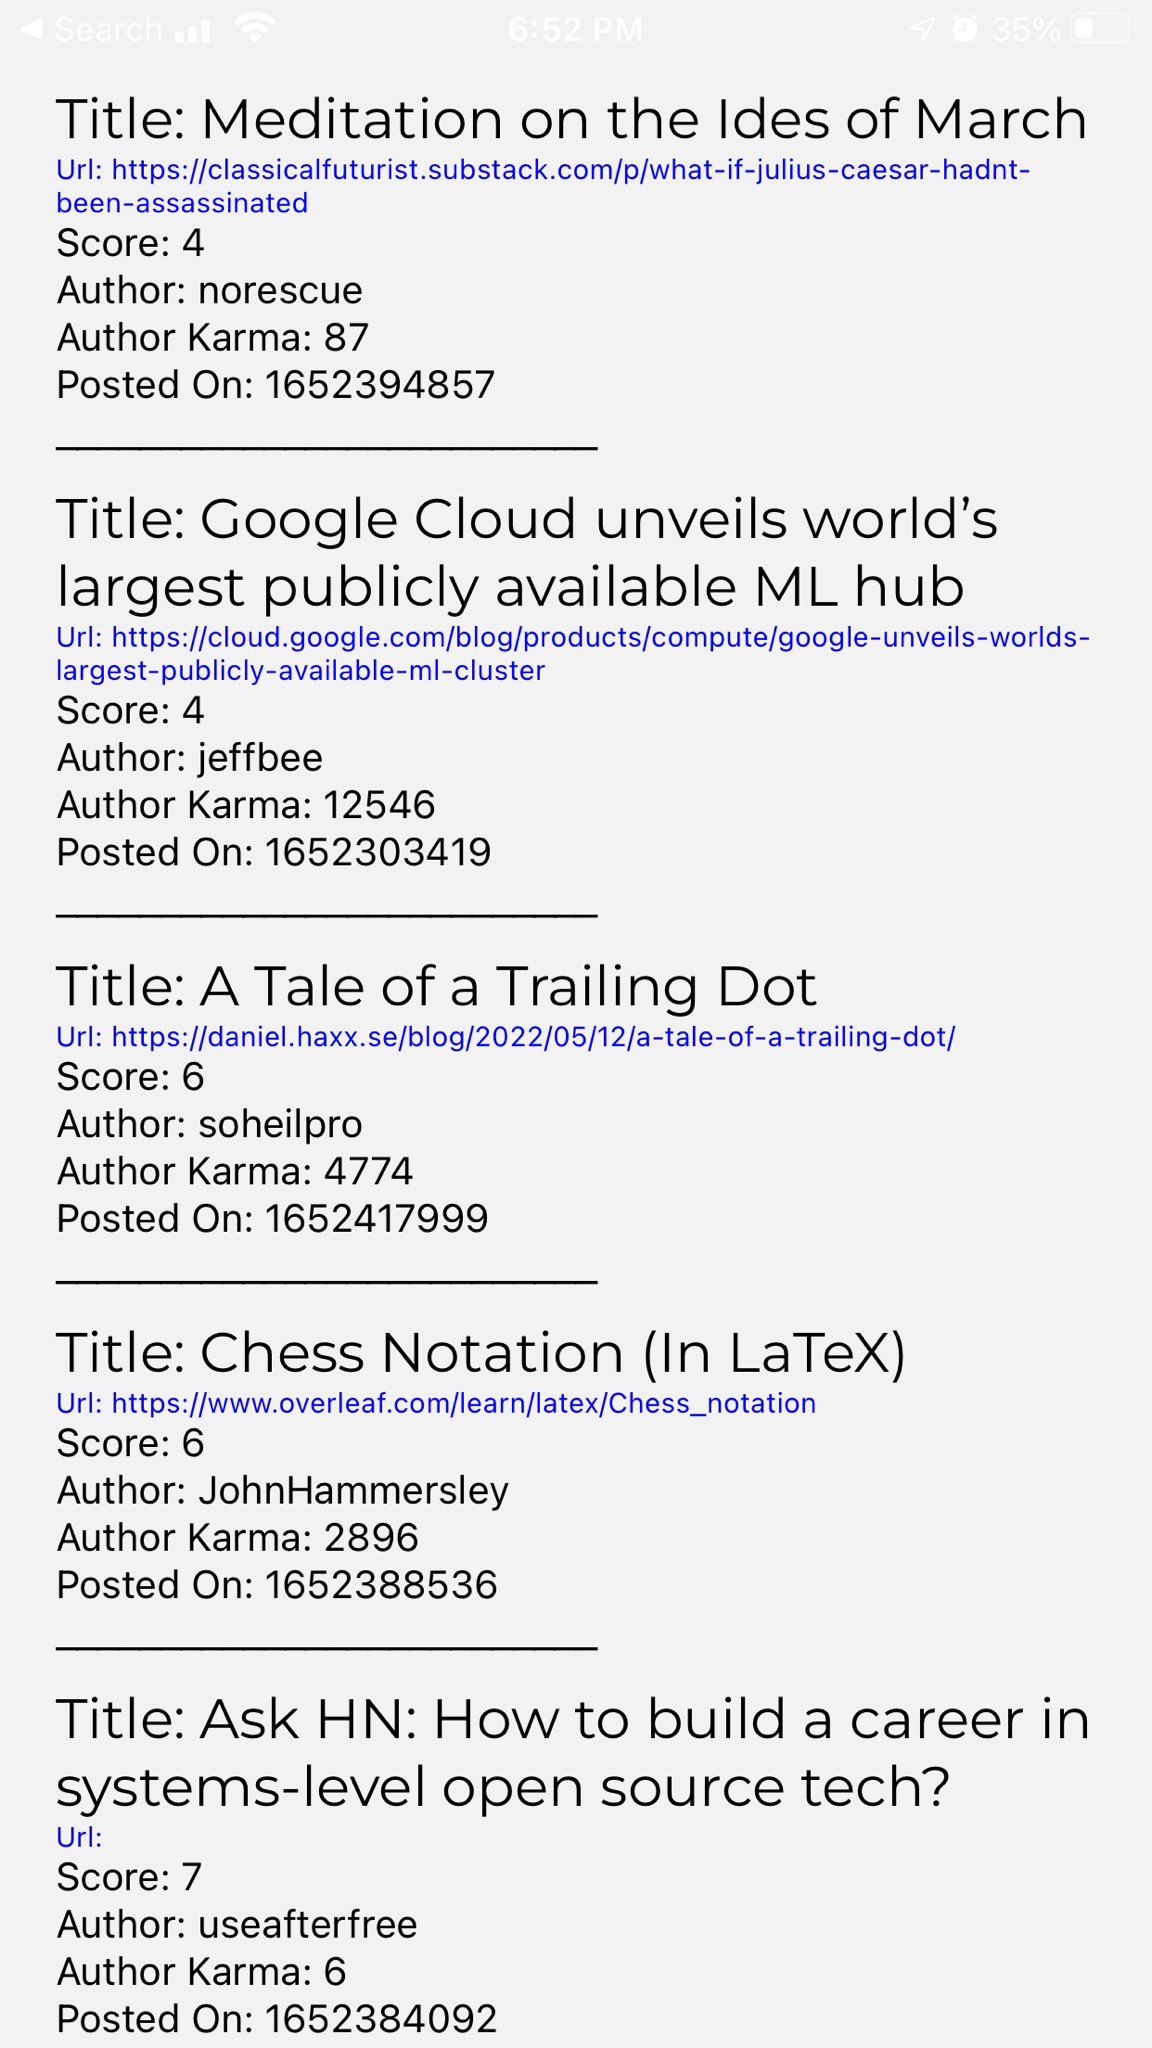 Search 6:52 PM 35%
Title: Meditation on the Ides of March
Url: https://classicalfuturist.substack.com/p/what-if-julius-caesar-hadnt-
been-assassinated
Score: 4
Author: norescue
Author Karma: 87
Posted On: 1652394857
Title: Google Cloud unveils world’s
largest publicly available ML hub
Url: https://cloud.google.com/blog/products/compute/google-unveils-worlds-
largest-publicly-available-ml-cluster
Score: 4
Author: jeffbee
Author Karma: 12546
Posted On: 1652303419
Title: A Tale of a Trailing Dot
Url: https://daniel.haxx.se/blog/2022/05/12/a-tale-of-a-trailing-dot/
Score: 6
Author: soheilpro
Author Karma: 4774
Posted On: 1652417999
Title: Chess Notation (In LaTeX)
Url: https://www.overleaf.com/learn/latex/Chess_notation
Score: 6
Author: JohnHammersley
Author Karma: 2896
Posted On: 1652388536
Title: Ask HN: How to build a career in
systems-level open source tech?
Url:
Score: 7
Author: useafterfree
Author Karma: 6
Posted On: 1652384092